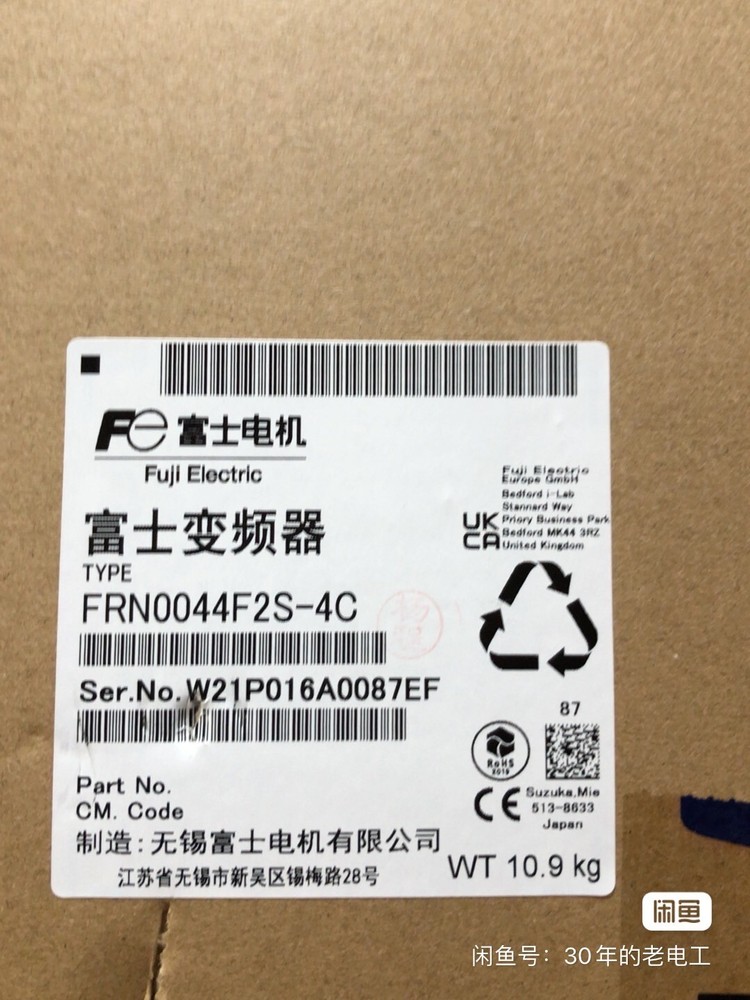 Fe 富士电机
Fuji Electric
富士变频器
TYPE
FRN0044F2S-4C
Ser.No.W21P016A0087EF
Part No.
CM. Code
制造:无锡富士电机有限公司
江苏省无锡市新吴区锡梅路28号
Fuji Electric
Europe GmbH
Bedford i-Lab
Stannard Way
Priory Business Park
Bedford MK44 3RZ
United Kingdom
UK
CA
87
RoHS
2015
CE
Suzuka,Mie
513-8633
Japan
WT 10.9 kg
闲鱼
闲鱼号：30年的老电工